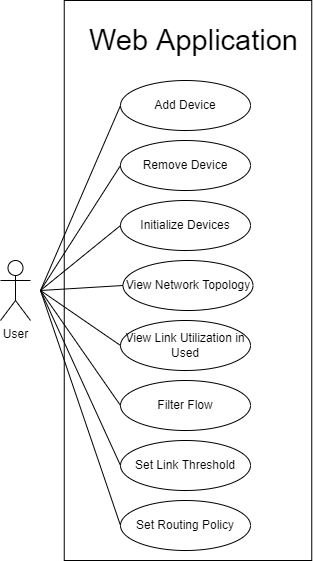 Web Application
Add Device
Remove Device
Initialize Devices
View Network Topology
User
View Link Utilization in
Used
Filter Flow
Set Link Threshold
Set Routing Policy